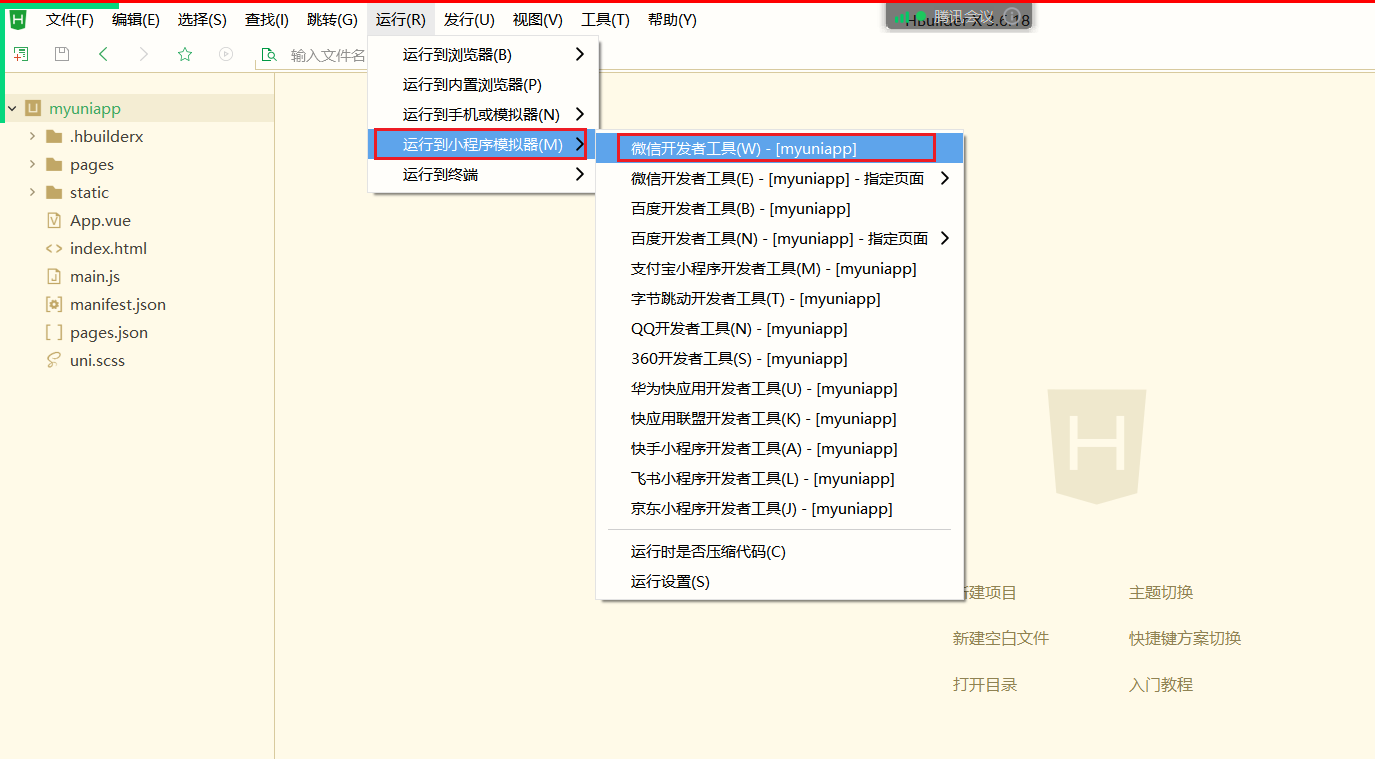 文件(F) 编辑(E) 选择(S) 查找(I) 跳转(G) 运行(R) 发行(U) 视图(V) 工具(T) 帮助(Y)
腾讯会议
HBuilder X 3.6.18
输入文件名
运行到浏览器(B)
运行到内置浏览器(P)
运行到手机或模拟器(N)
运行到小程序模拟器(M)
运行到终端
微信开发者工具(W) - [myuniapp]
微信开发者工具(E) - [myuniapp] - 指定页面
百度开发者工具(B) - [myuniapp]
百度开发者工具(N) - [myuniapp] - 指定页面
支付宝小程序开发者工具(M) - [myuniapp]
字节跳动开发者工具(T) - [myuniapp]
QQ开发者工具(N) - [myuniapp]
360开发者工具(S) - [myuniapp]
华为快应用开发者工具(U) - [myuniapp]
快应用联盟开发者工具(K) - [myuniapp]
快手小程序开发者工具(A) - [myuniapp]
飞书小程序开发者工具(L) - [myuniapp]
京东小程序开发者工具(J) - [myuniapp]
运行时是否压缩代码(C)
运行设置(S)
myuniapp
.hbuilderx
pages
static
App.vue
index.html
main.js
manifest.json
pages.json
uni.scss
建项目 主题切换
新建空白文件 快捷键方案切换
打开目录 入门教程